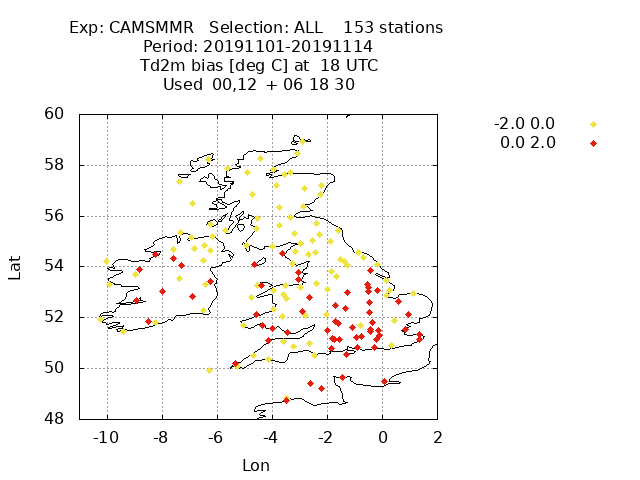 Exp: CAMSMMR Selection: ALL 153 stations
Period: 20191101-20191114
Td2m bias [deg C] at 18 UTC
Used 00,12 + 06 18 30
-2.0 0.0
0.0 2.0
60
58
56
54
52
50
48
Lat
-10 -8 -6 -4 -2 0 2
Lon